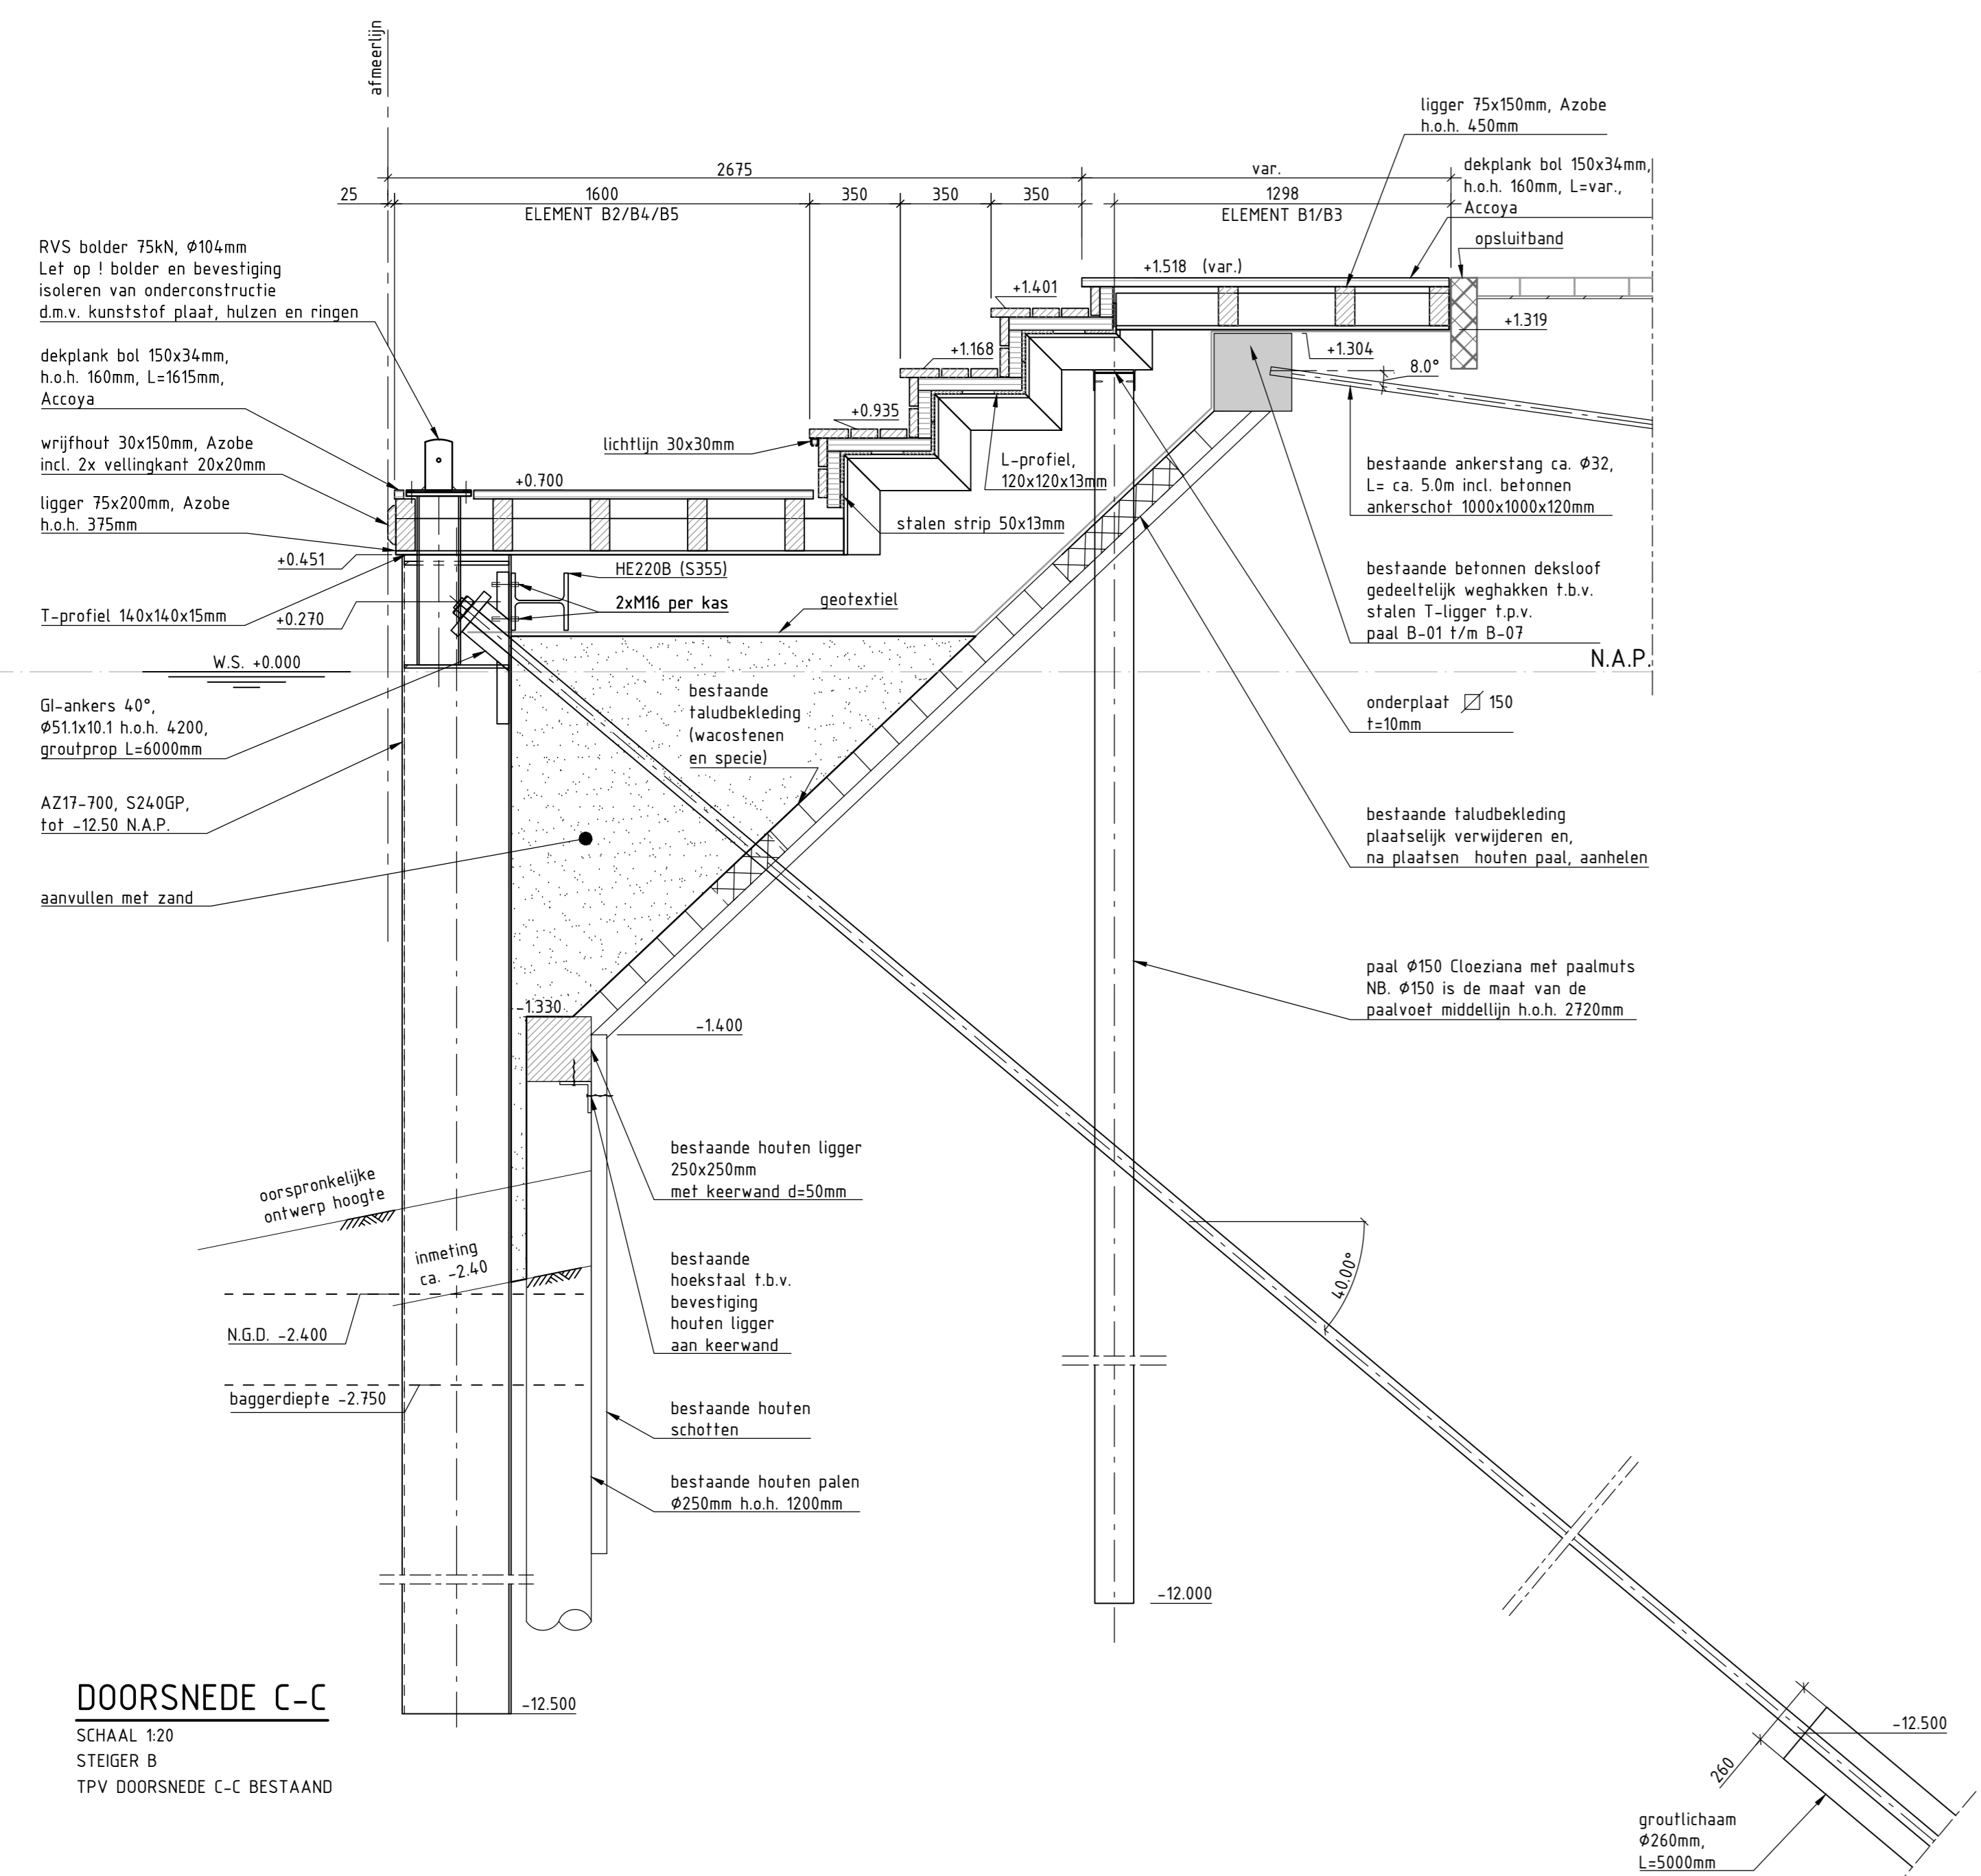 afmeerlijn
2675
var.
25
1600
350
350
350
1298
ELEMENT B2/B4/B5
ELEMENT B1/B3
ligger 75x150mm, Azobe
h.o.h. 450mm
dekplank bol 150x34mm,
h.o.h. 160mm, L=var.,
Accoya
opsluitband
RVS bolder 75kN, Ø104mm
Let op ! bolder en bevestiging
isoleren van onderconstructie
d.m.v. kunststof plaat, hulzen en ringen
dekplank bol 150x34mm,
h.o.h. 160mm, L=1615mm,
Accoya
wrijfhout 30x150mm, Azobe
incl. 2x vellingkant 20x20mm
ligger 75x200mm, Azobe
h.o.h. 375mm
+0.451
T-profiel 140x140x15mm
+0.270
W.S. +0.000
GI-ankers 40°,
Ø51.1x10.1 h.o.h. 4200,
groutprop L=6000mm
AZ17-700, S240GP,
tot -12.50 N.A.P.
aanvullen met zand
+1.518 (var.)
+1.401
+1.168
+0.935
+0.700
lichtlijn 30x30mm
L-profiel,
120x120x13mm
stalen strip 50x13mm
HE220B (S355)
2xM16 per kas
geotextiel
+1.319
+1.304
8.0°
bestaande ankerstang ca. Ø32,
L= ca. 5.0m incl. betonnen
ankerschot 1000x1000x120mm
bestaande betonnen deksloof
gedeeltelijk weghakken t.b.v.
stalen T-ligger t.p.v.
paal B-01 t/m B-07
N.A.P.
onderplaat 150
t=10mm
bestaande
taludbekleding
(wacostenen
en specie)
bestaande taludbekleding
plaatselijk verwijderen en,
na plaatsen houten paal, aanhelen
paal Ø150 Cloeziana met paalmuts
NB. Ø150 is de maat van de
paalvoet middellijn h.o.h. 2720mm
-1.330
-1.400
bestaande houten ligger
250x250mm
met keerwand d=50mm
bestaande
hoekstaal t.b.v.
bevestiging
houten ligger
aan keerwand
bestaande houten
schotten
bestaande houten palen
Ø250mm h.o.h. 1200mm
oorspronkelijke
ontwerp hoogte
inmeting
ca. -2.40
N.G.D. -2.400
baggerdiepte -2.750
40.00°
-12.000
-12.500
-12.500
260
groutlichaam
Ø260mm,
L=5000mm
DOORSNEDE C-C
SCHAAL 1:20
STEIGER B
TPV DOORSNEDE C-C BESTAAND